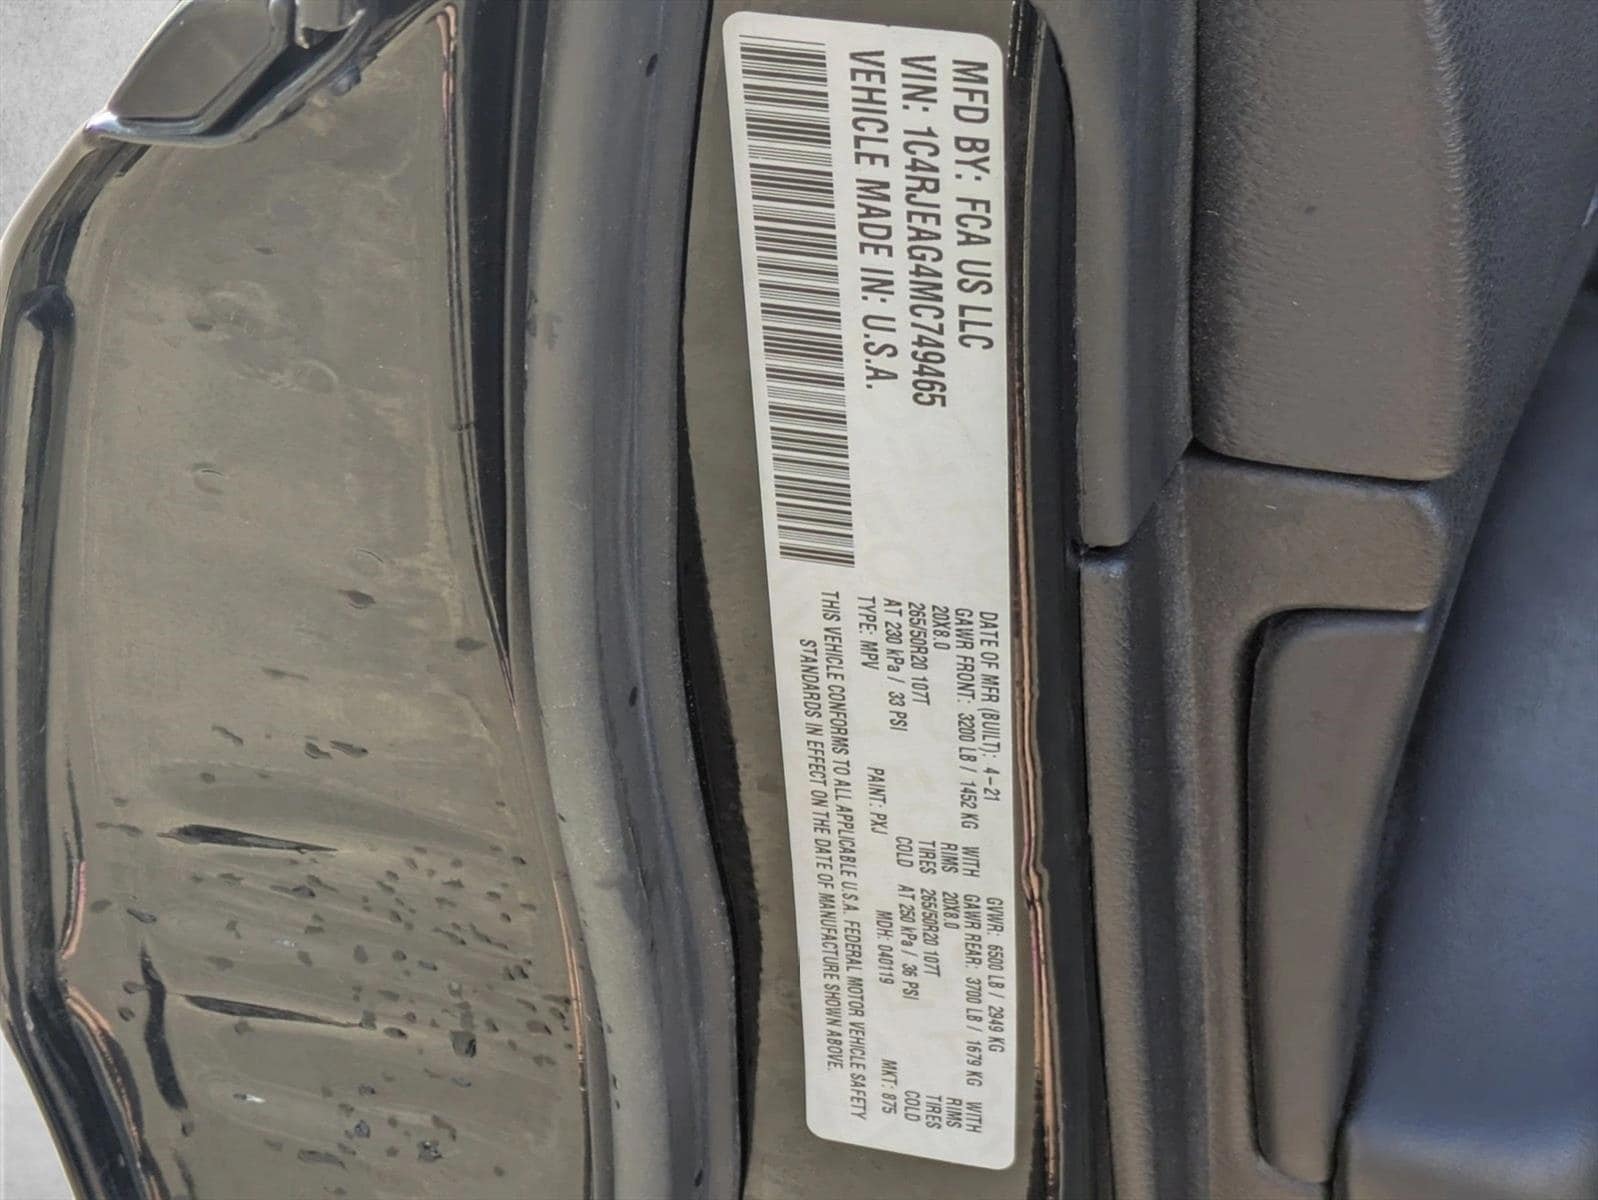 MFD BY: FCA US LLC
VIN: 1C4RJEAG4MC749465
VEHICLE MADE IN: U.S.A.
DATE OF MFR (BUILT): 4-21 GVWR: 6500 LB / 2949 KG
GAWR FRONT: 3200 LB / 1452 KG WITH GAWR REAR: 3700 LB / 1679 KG WITH
20X8.0 RIMS 20X8.0 RIMS
265/50R20 107T TIRES 265/50R20 107T TIRES
AT 230 kPa / 33 PSI COLD AT 250 kPa / 36 PSI COLD
TYPE: MPV PAINT: PXJ MDH: 040119 MKT: 875
THIS VEHICLE CONFORMS TO ALL APPLICABLE U.S.A. FEDERAL MOTOR VEHICLE SAFETY
STANDARDS IN EFFECT ON THE DATE OF MANUFACTURE SHOWN ABOVE.